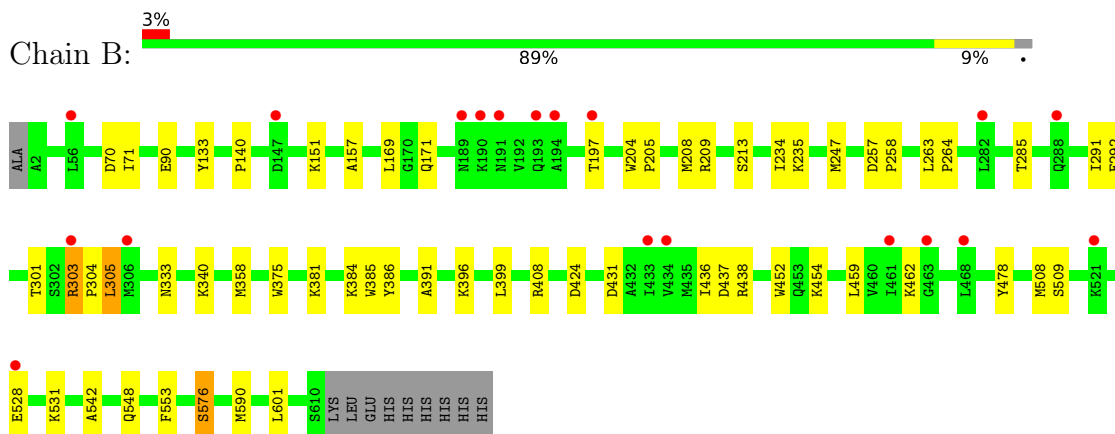 3%
Chain B:
89% 9% •
ALA A2 L56 D70 I71 E90 Y133 P140 D147 K151 A157 L169 G170 Q171 N189 K190 N191 V192 Q193 A194 T197 W204 P205 M208 R209 S213 I234 K235 M247 D257 P258 L263 P264 L282 T285 Q288 I291
T301 S302 R303 P304 L305 M306 N333 K340 M358 W375 K381 K384 W385 Y386 A391 K396 L399 R408 D424 D431 A432 I433 V434 M435 I436 D437 R438 W452 Q453 K454 L459 V460 I461 K462 G463 L468 Y478 M508 S509 K521
E528 K531 A542 Q548 F553 S576 M590 L601 S610 LYS LEU GLU HIS HIS HIS HIS HIS HIS